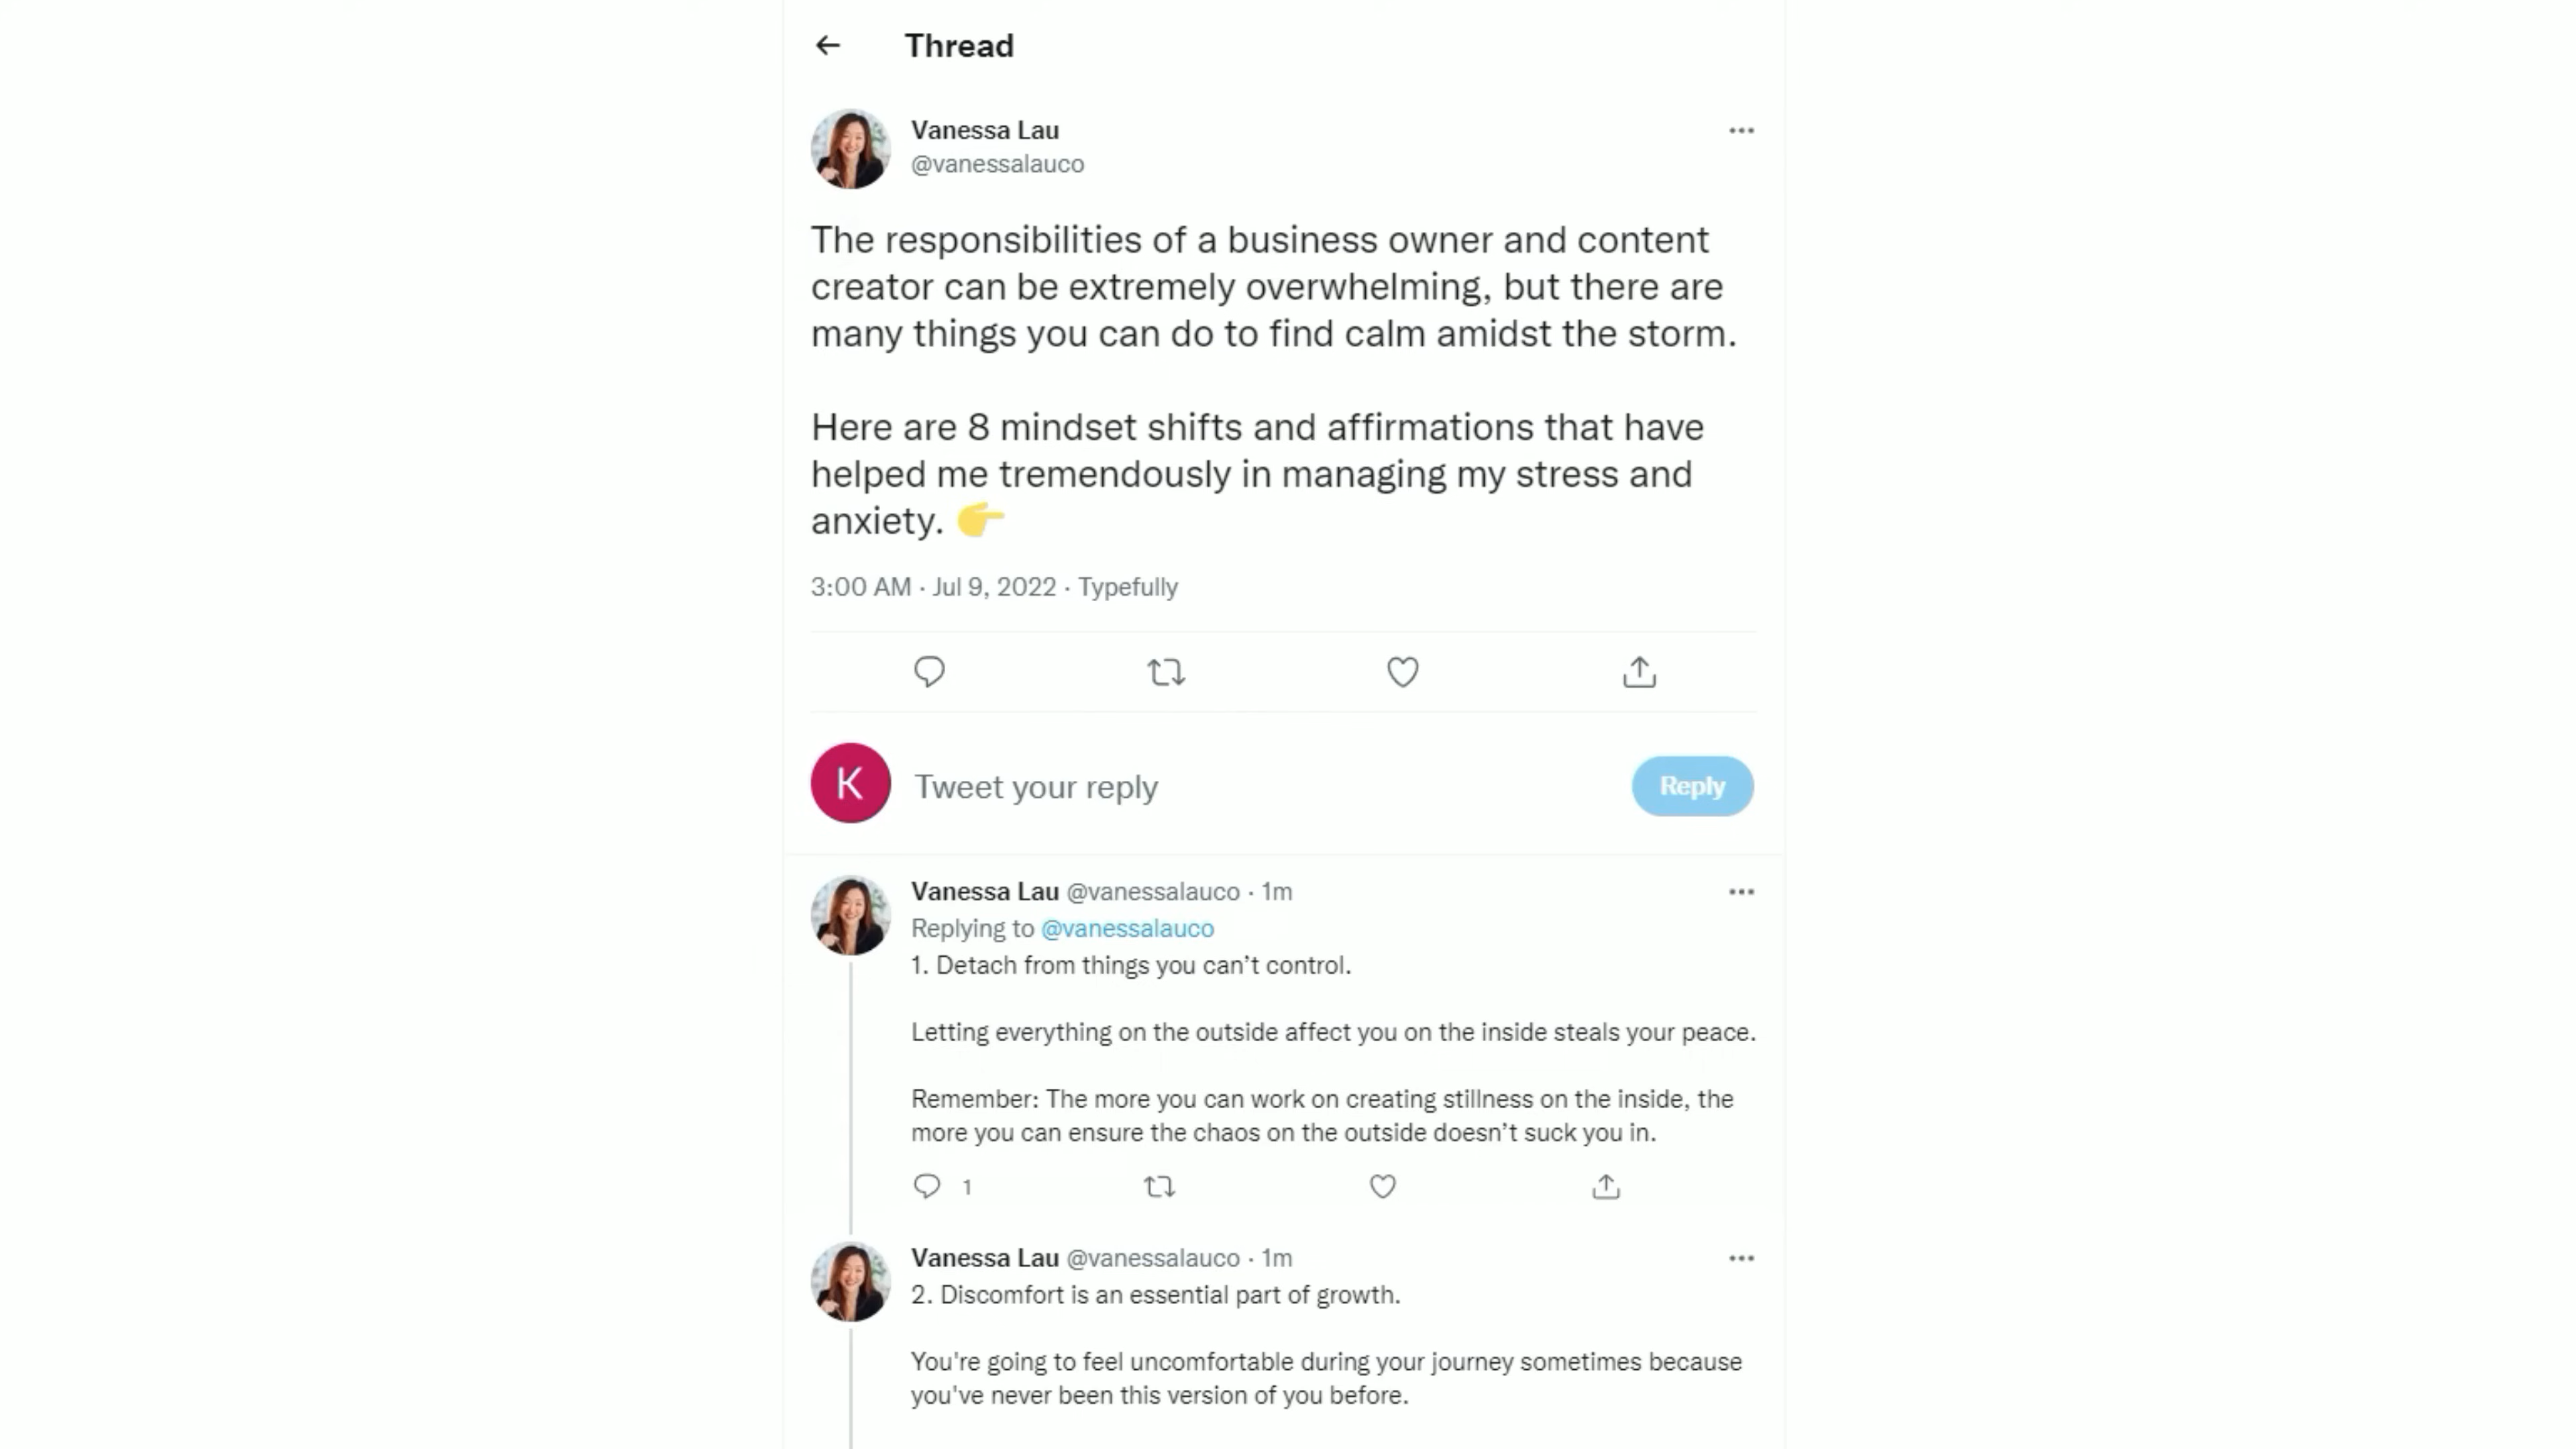 Thread
Vanessa Lau
@vanessalauco
The responsibilities of a business owner and content
creator can be extremely overwhelming, but there are
many things you can do to find calm amidst the storm.
Here are 8 mindset shifts and affirmations that have
helped me tremendously in managing my stress and
anxiety. 👉
3:00 AM · Jul 9, 2022 · Typefully
K
Tweet your reply
Reply
Vanessa Lau @vanessalauco · 1m
Replying to @vanessalauco
1. Detach from things you can’t control.
Letting everything on the outside affect you on the inside steals your peace.
Remember: The more you can work on creating stillness on the inside, the
more you can ensure the chaos on the outside doesn’t suck you in.
1
Vanessa Lau @vanessalauco · 1m
2. Discomfort is an essential part of growth.
You're going to feel uncomfortable during your journey sometimes because
you've never been this version of you before.